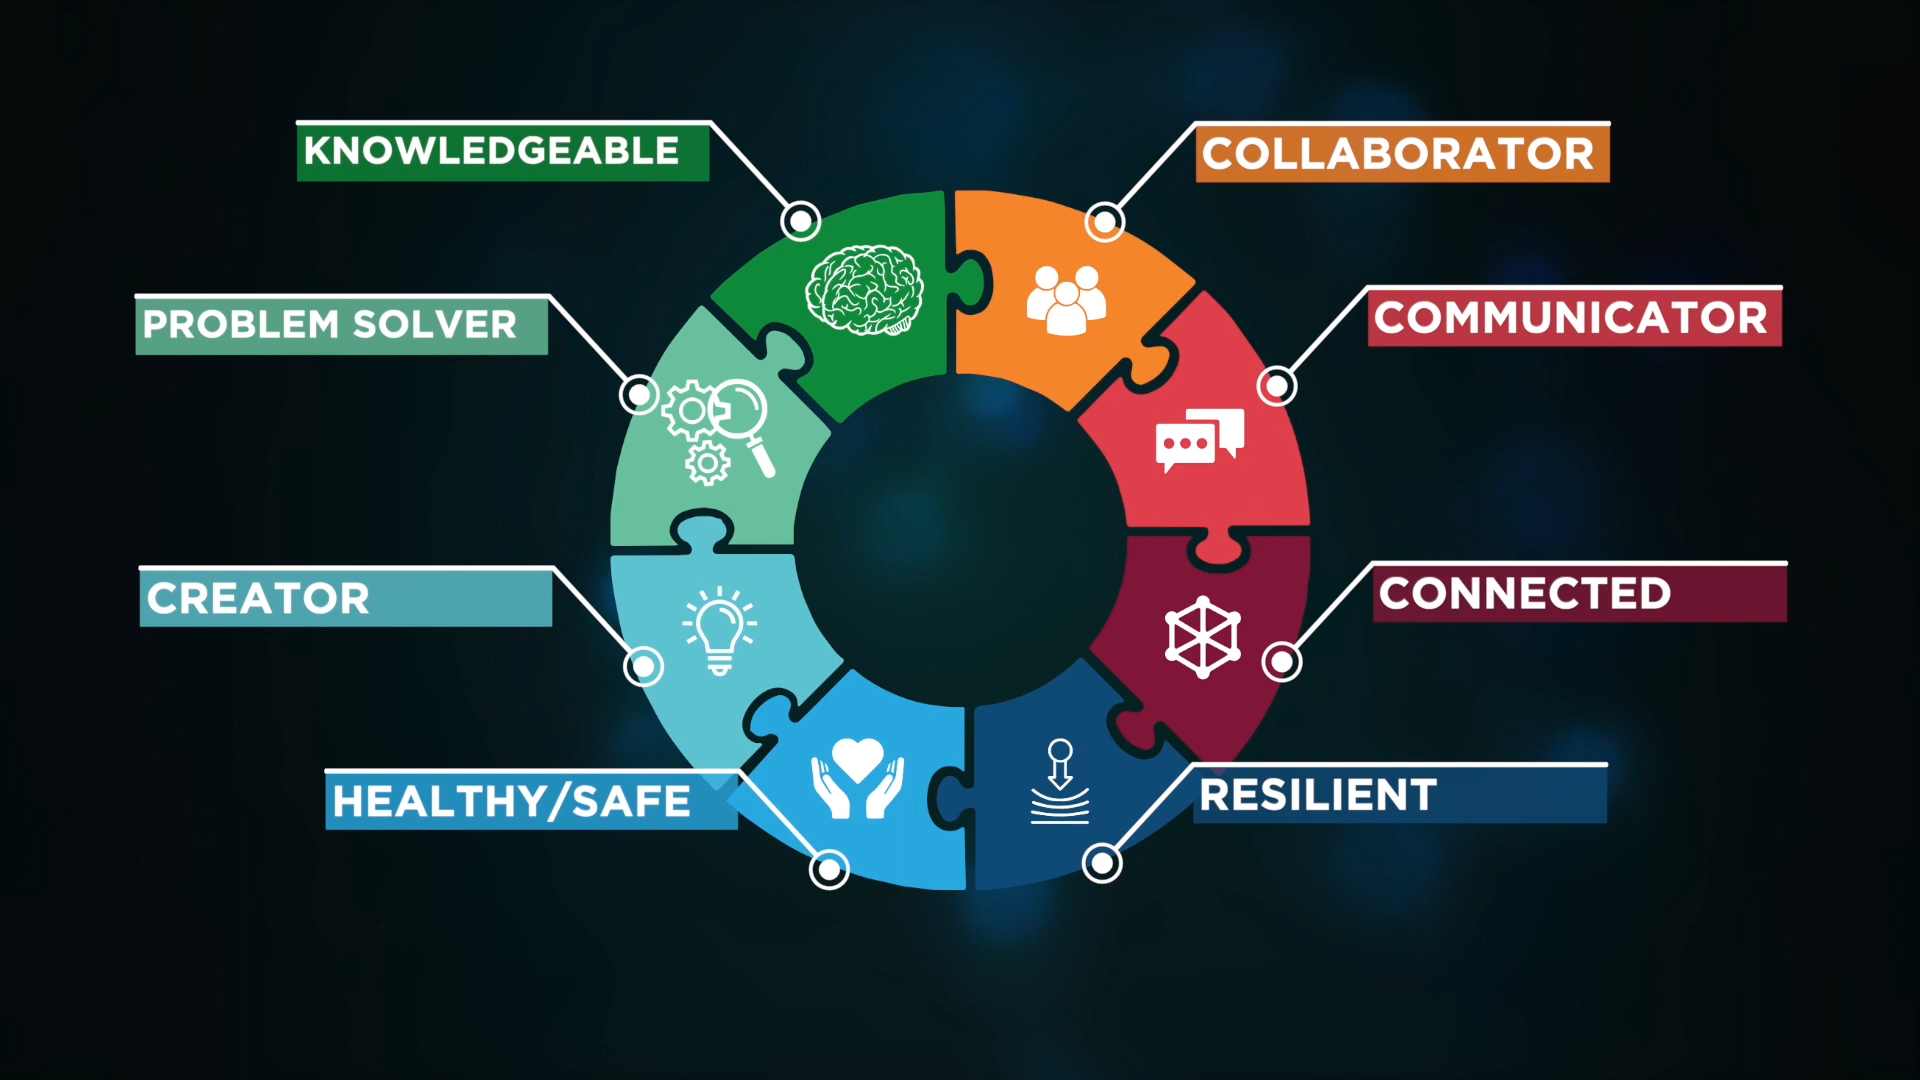 KNOWLEDGEABLE
COLLABORATOR
PROBLEM SOLVER
COMMUNICATOR
CREATOR
CONNECTED
HEALTHY/SAFE
RESILIENT